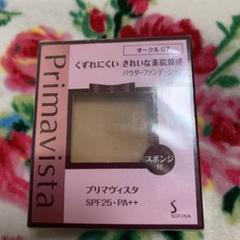 オークル 07
くずれにくい きれいな素肌質感
パウダーファンデーション
Primavista
スポンジ付
プリマヴィスタ
SPF25・PA++
S
SOFINA